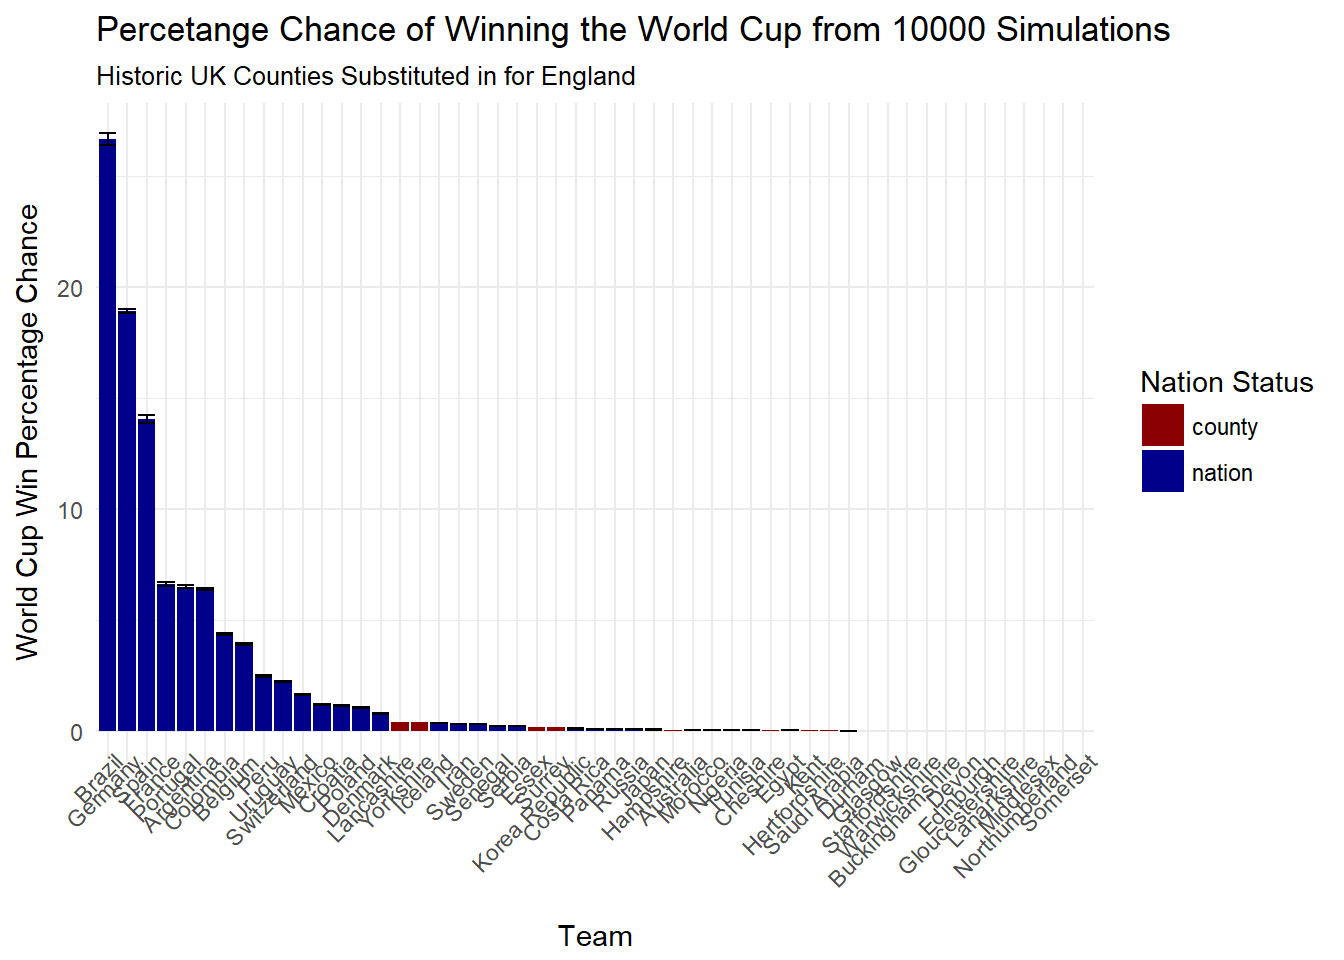 Percetange Chance of Winning the World Cup from 10000 Simulations
Historic UK Counties Substituted in for England
World Cup Win Percentage Chance
20
10
0
Brazil
Germany
Spain
France
Portugal
Argentina
Colombia
Belgium
Peru
Uruguay
Switzerland
Mexico
Croatia
Poland
Denmark
Lancashire
Yorkshire
Iceland
Iran
Sweden
Senegal
Serbia
Essex
Surrey
Korea Republic
Costa Rica
Panama
Russia
Japan
Hampshire
Australia
Morocco
Nigeria
Tunisia
Cheshire
Egypt
Kent
Hertfordshire
Saudi Arabia
Durham
Glasgow
Staffordshire
Warwickshire
Buckinghamshire
Devon
Edinburgh
Gloucestershire
Lanarkshire
Middlesex
Northumberland
Somerset
Team
Nation Status
county
nation